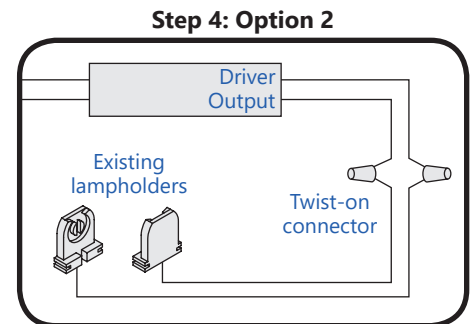 Step 4: Option 2
Driver
Output
Existing
lampholders
Twist-on
connector